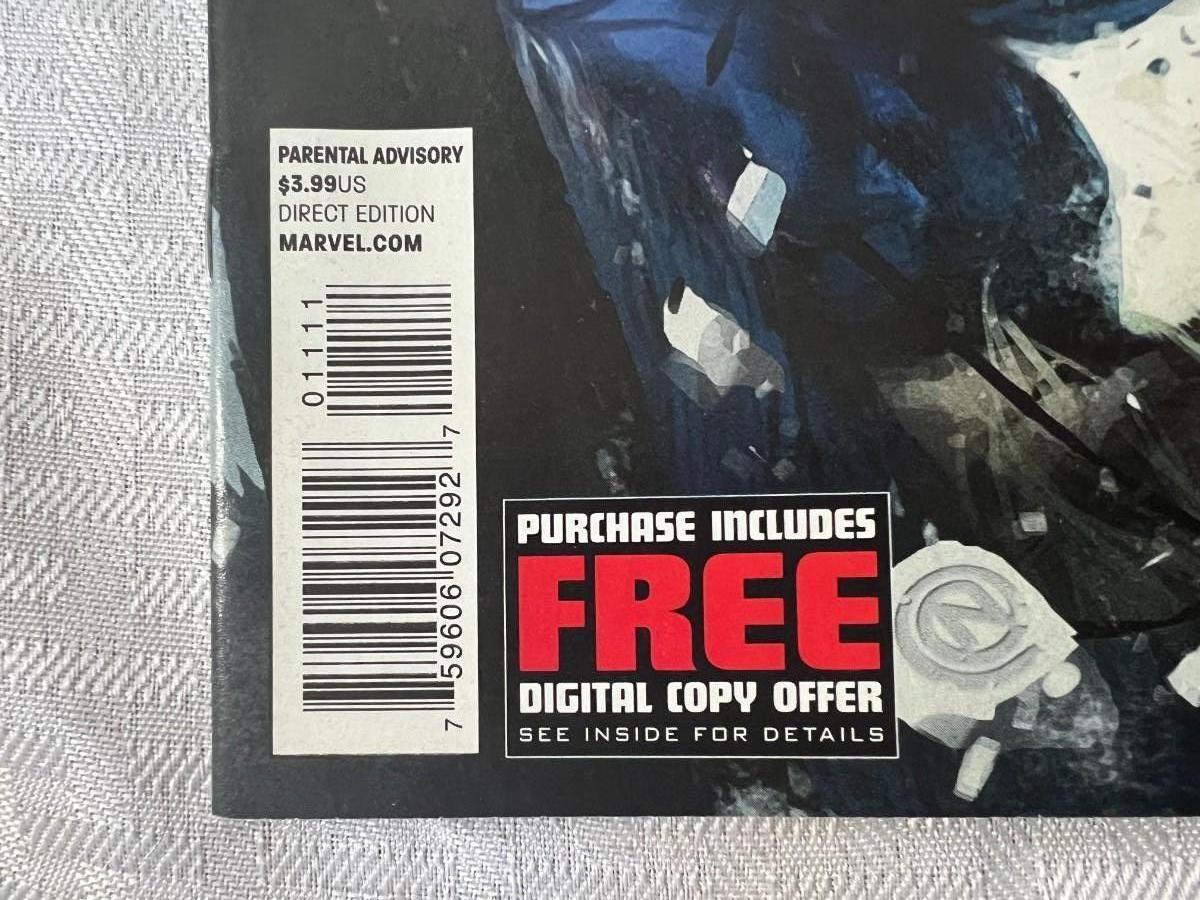 PARENTAL ADVISORY
$3.99US
DIRECT EDITION
MARVEL.COM
01111
7 59606 07292 7
PURCHASE INCLUDES
FREE
DIGITAL COPY OFFER
SEE INSIDE FOR DETAILS